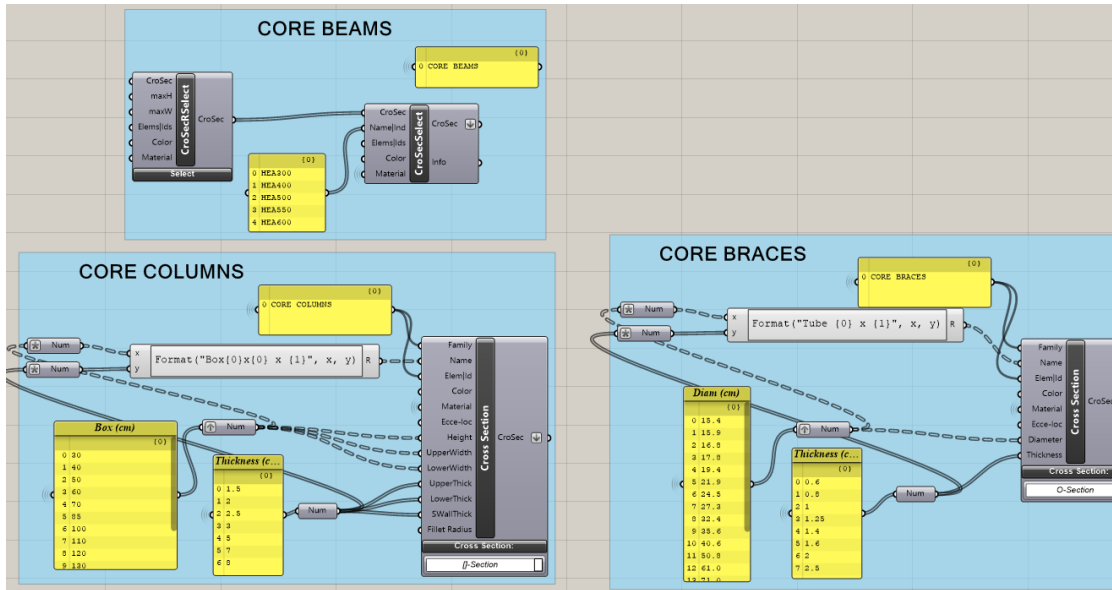 CORE BEAMS
{0}
0 CORE BEAMS
CroSec
maxH
maxW
Elems|Ids
Color
Material
CroSecRSelect
CroSec
Select
{0}
0 HEA300
1 HEA400
2 HEA500
3 HEA550
4 HEA600
CroSec
Name|Ind
Elems|Ids
Color
Material
CroSecSelect
CroSec
Info
CORE COLUMNS
{0}
0 CORE COLUMNS
Num
Num
x
y
Format("Box{0}x{0} x {1}", x, y)
R
Box (cm)
{0}
0 30
1 40
2 50
3 60
4 70
5 85
6 100
7 110
8 120
9 130
Num
Thickness (c...
{0}
0 1.5
1 2
2 2.5
3 3
4 5
5 7
6 8
Num
Family
Name
Elem|Id
Color
Material
Ecce-loc
Height
UpperWidth
LowerWidth
UpperThick
LowerThick
SWallThick
Fillet Radius
Cross Section
CroSec
Cross Section:
[]-Section
CORE BRACES
{0}
0 CORE BRACES
Num
Num
x
y
Format("Tube {0} x {1}", x, y)
R
Diam (cm)
{0}
0 15.4
1 15.9
2 16.8
3 17.8
4 19.4
5 21.9
6 24.5
7 27.3
8 32.4
9 35.6
10 40.6
11 50.8
12 61.0
13 71.0
Num
Thickness (c...
{0}
0 0.6
1 0.8
2 1
3 1.25
4 1.4
5 1.6
6 2
7 2.5
Num
Family
Name
Elem|Id
Color
Material
Ecce-loc
Diameter
Thickness
Cross Section
CroSec
Cross Section:
O-Section